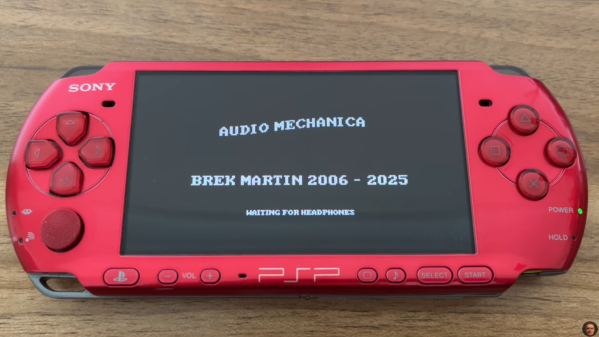 SONY
AUDIO MECHANICA
BREK MARTIN 2006 - 2025
WAITING FOR HEADPHONES
POWER
HOLD
VOL
PSP
SELECT
START